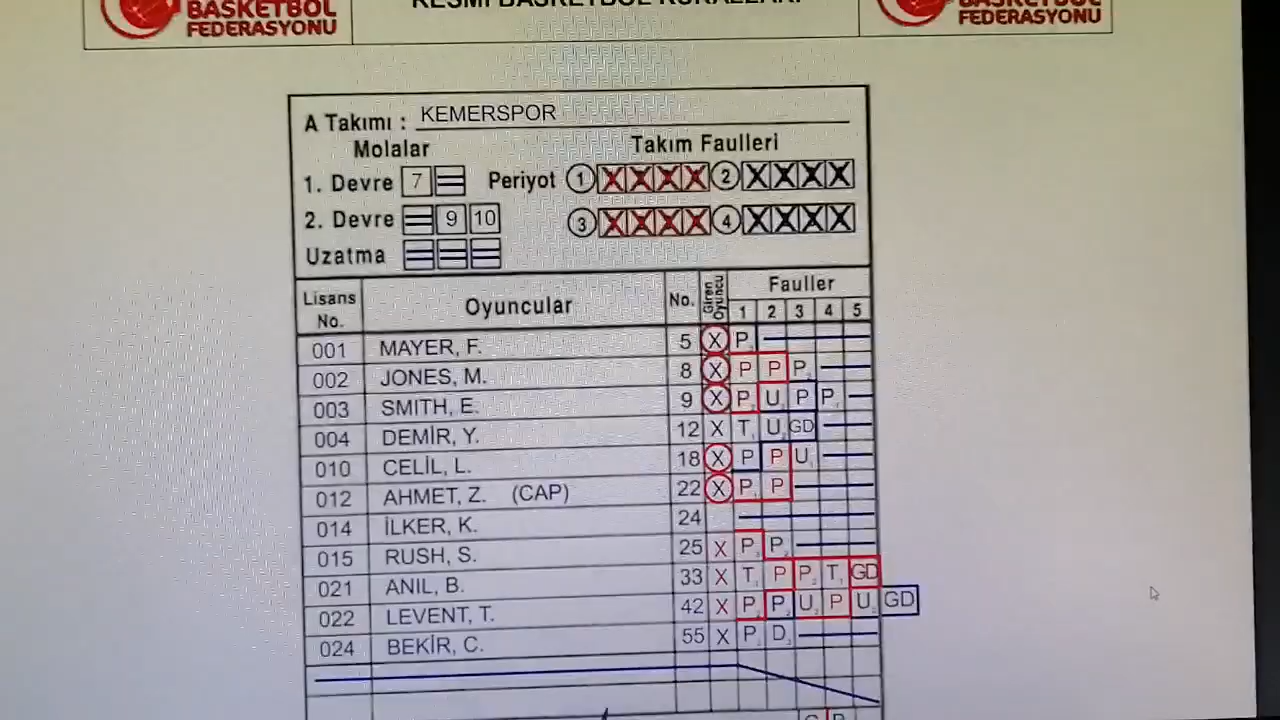 BASKETBOL
FEDERASYONU
RESMİ BASKETBOL KURALLARI
BASKETBOL
FEDERASYONU
A Takımı : KEMERSPOR
Molalar
Takım Faulleri
1. Devre 7
Periyot 1 X X X X 2 X X X X
2. Devre 9 10
3 X X X X 4 X X X X
Uzatma
Lisans No.
Oyuncular
No.
Giren Oyuncu
Fauller
1 2 3 4 5
001 MAYER, F. 5 X P
002 JONES, M. 8 X P P P
003 SMITH, E. 9 X P U P P
004 DEMİR, Y. 12 X T U GD
010 CELİL, L. 18 X P P U
012 AHMET, Z. (CAP) 22 X P P
014 İLKER, K. 24
015 RUSH, S. 25 X P P
021 ANIL, B. 33 X T P P T GD
022 LEVENT, T. 42 X P P U P U GD
024 BEKİR, C. 55 X P D